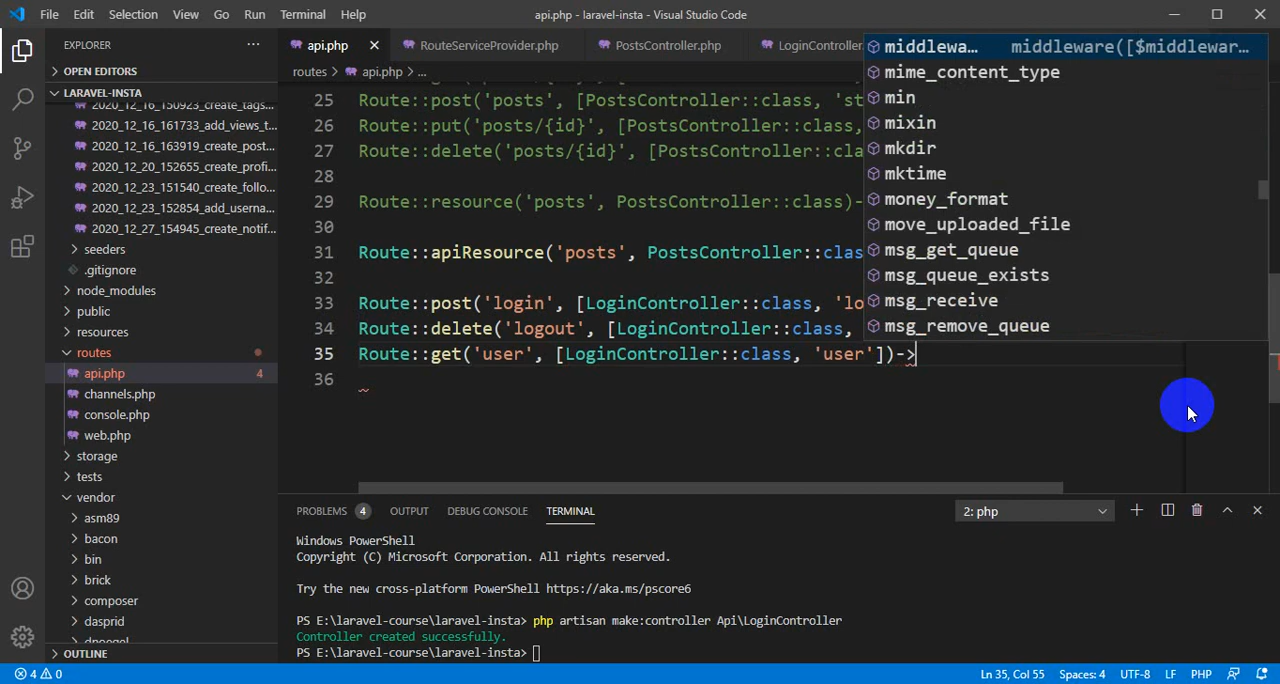 File Edit Selection View Go Run Terminal Help api.php - laravel-insta - Visual Studio Code
EXPLORER ...
api.php RouteServiceProvider.php PostsController.php LoginController.
OPEN EDITORS
routes > api.php > ...
LARAVEL-INSTA
2020_12_16_150923_create_tags...
2020_12_16_161733_add_views_t...
2020_12_16_163919_create_post...
2020_12_20_152655_create_profi...
2020_12_23_151540_create_follo...
2020_12_23_152854_add_userna...
2020_12_27_154945_create_notif...
seeders
.gitignore
node_modules
public
resources
routes
api.php 4
channels.php
console.php
web.php
storage
tests
vendor
asm89
bacon
bin
brick
composer
dasprid
OUTLINE
25 Route::post('posts', [PostsController::class, 'st
26 Route::put('posts/{id}', [PostsController::class,
27 Route::delete('posts/{id}', [PostsController::cla
28
29 Route::resource('posts', PostsController::class)-
30
31 Route::apiResource('posts', PostsController::clas
32
33 Route::post('login', [LoginController::class, 'lo
34 Route::delete('logout', [LoginController::class,
35 Route::get('user', [LoginController::class, 'user'])->
36
middlewa... middleware([$middlewar...
mime_content_type
min
mixin
mkdir
mktime
money_format
move_uploaded_file
msg_get_queue
msg_queue_exists
msg_receive
msg_remove_queue
PROBLEMS 4 OUTPUT DEBUG CONSOLE TERMINAL 2: php
Windows PowerShell
Copyright (C) Microsoft Corporation. All rights reserved.
Try the new cross-platform PowerShell https://aka.ms/pscore6
PS E:\laravel-course\laravel-insta> php artisan make:controller Api\LoginController
Controller created successfully.
PS E:\laravel-course\laravel-insta>
4 0 Ln 35, Col 55 Spaces: 4 UTF-8 LF PHP